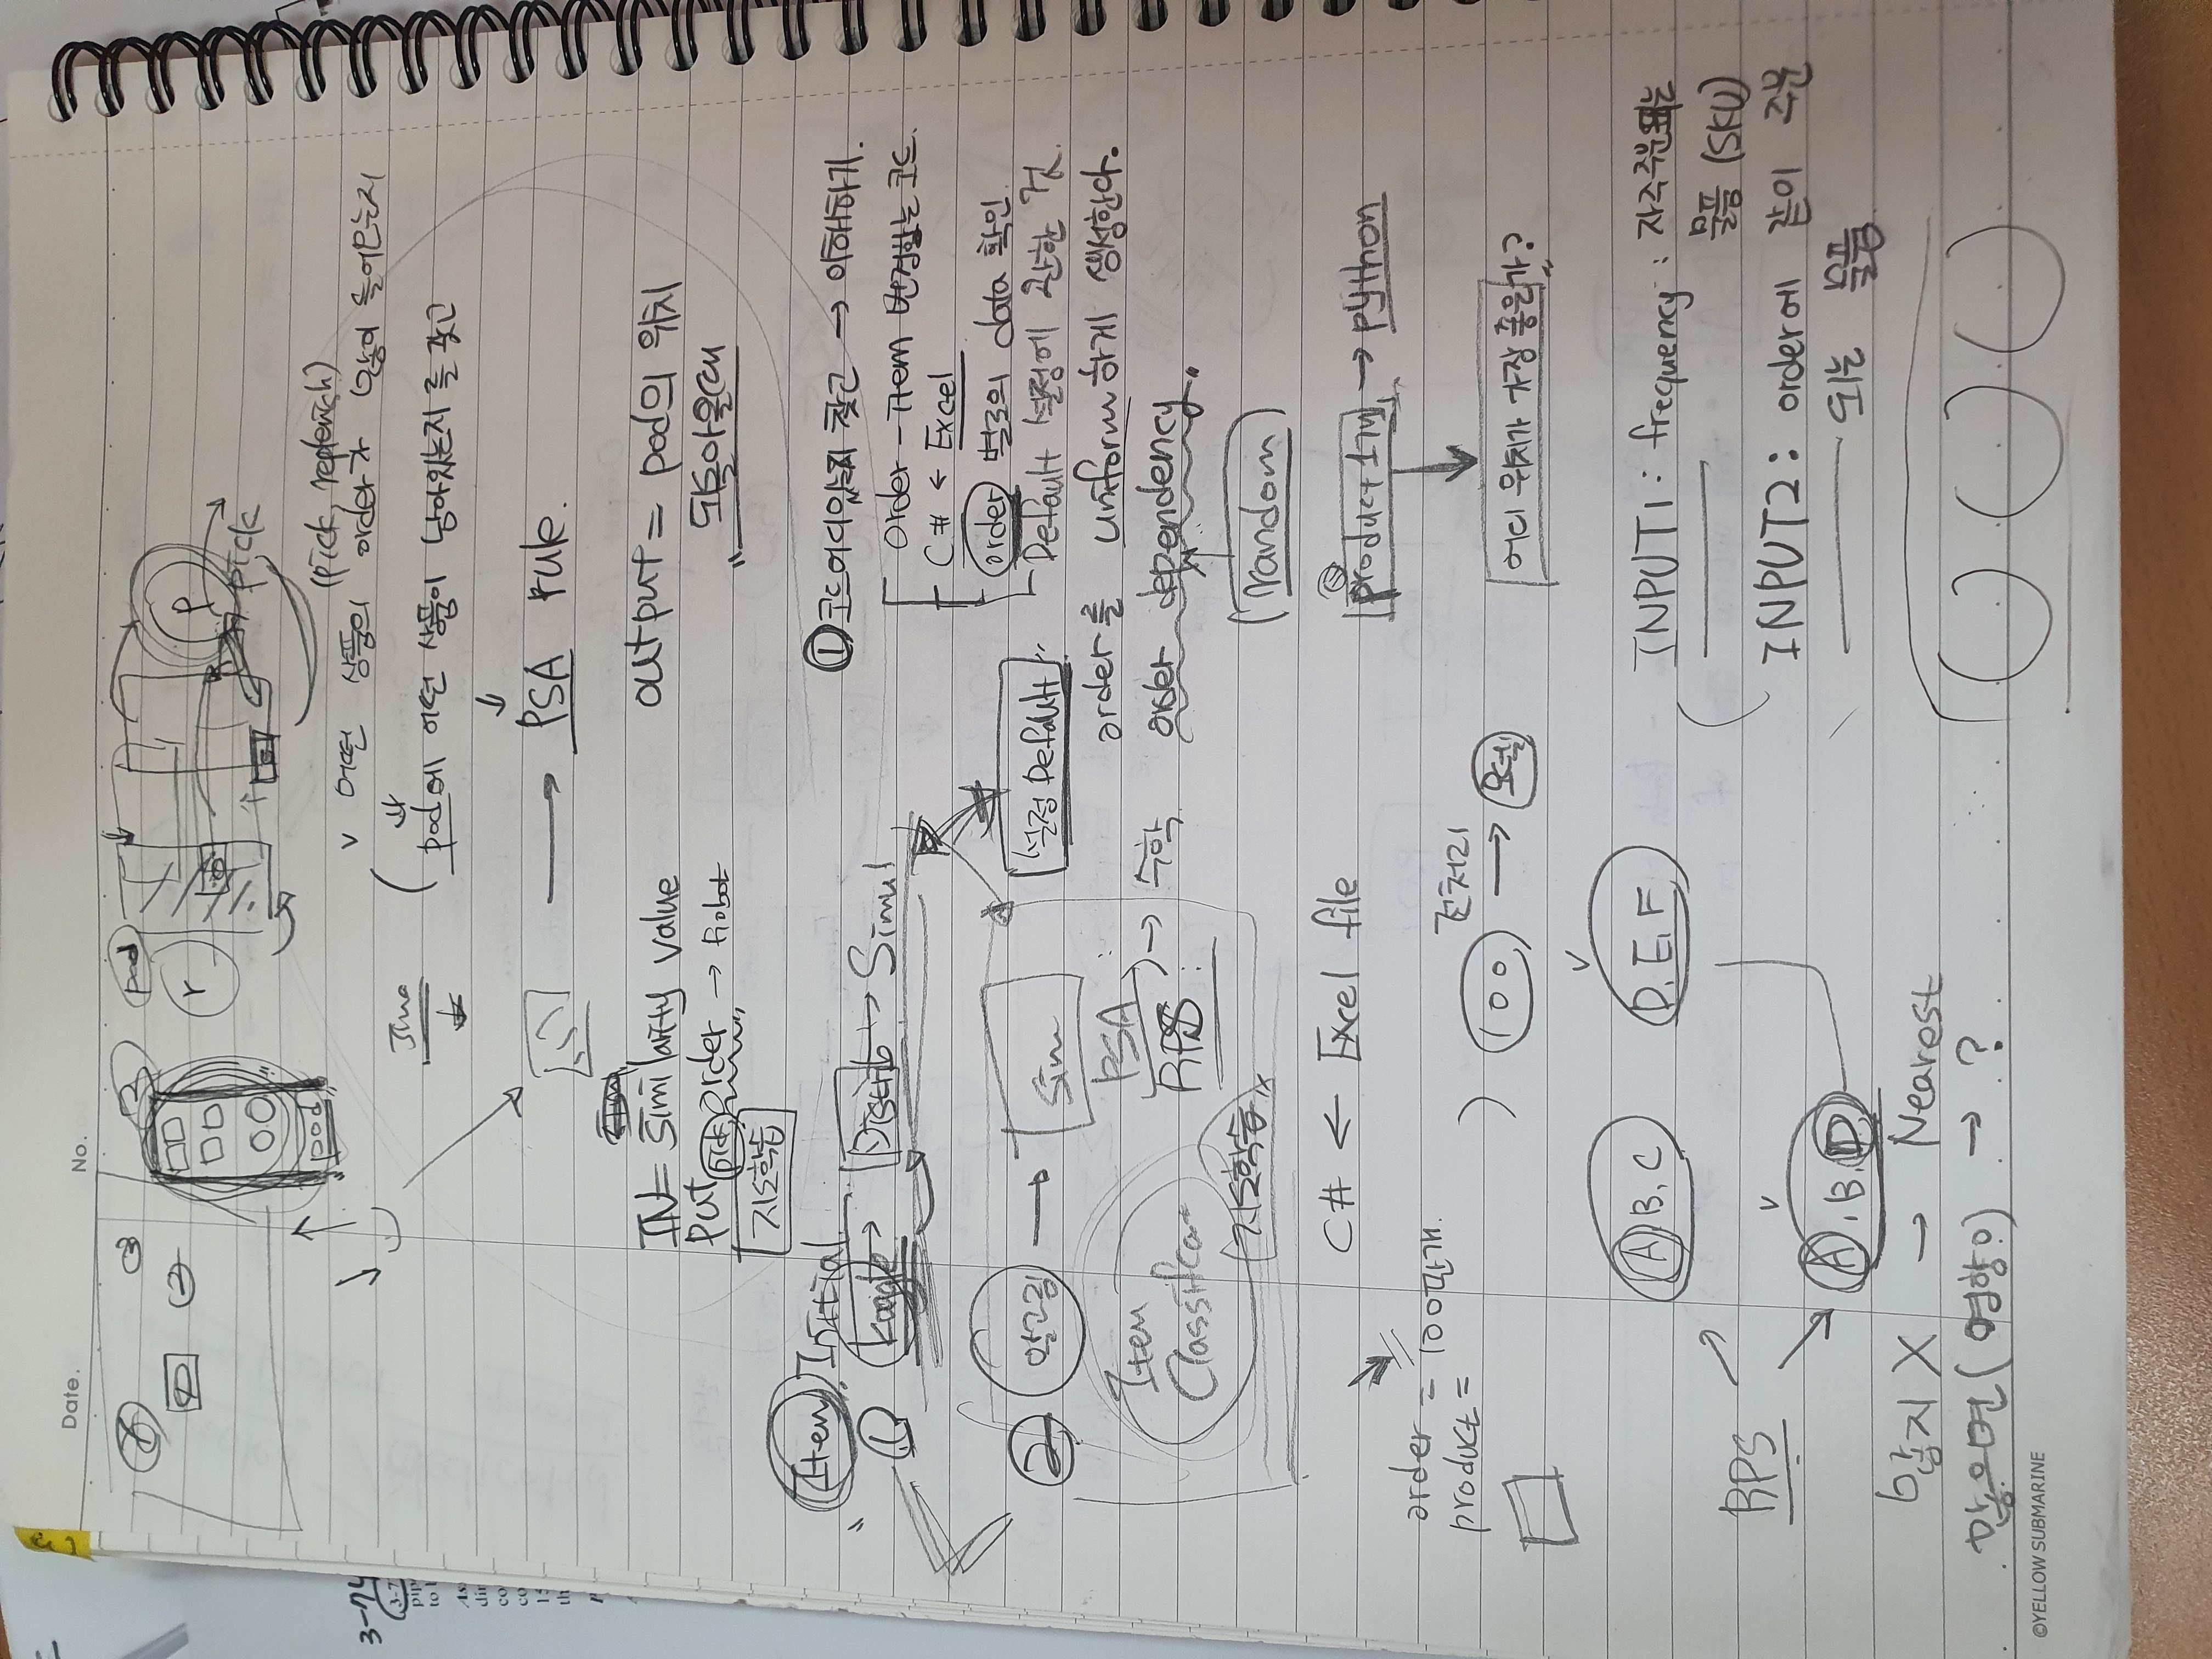 Date.
No.
③
②
pod
r
P
pick
pod
(pick, replenish)
v 어떤 상품의 order가 많이 들어오는지
pod에 어떤 상품이 남아있는지를 갖고
PSA rule.
IN= similarity value
put pick order → Robot
지도학습
output = pod의 위치
되돌아올때
Item Initial
① kaggle → Distrib → Simul
① 코드어디있는지 찾고 → 이해하기.
order - item 변경하는 코드.
C# ← Excel
order 별로의 data 확인.
Default 설정에 관한 것.
② 알고리즘 → Sim
설정 Default
order를 uniform하게 생성한다.
PSA :
RPS :
→ 수학
order dependency.
Item
Classifica-
지도학습
random
C# ← Excel file
product 1개 → python
order = 100만개.
product =
100 → 모델
전처리
어디 위치가 가장 좋은가?
A, B, C
D, E, F
RPS
A, B, D
INPUT1 : frequency : 자주주문되는
물품 (SKU)
INPUT2 : order에 같이 주문
되는 물품
많지 X → Nearest
많으면 (영향O) → ?
©YELLOW SUBMARINE
3-74
3-7